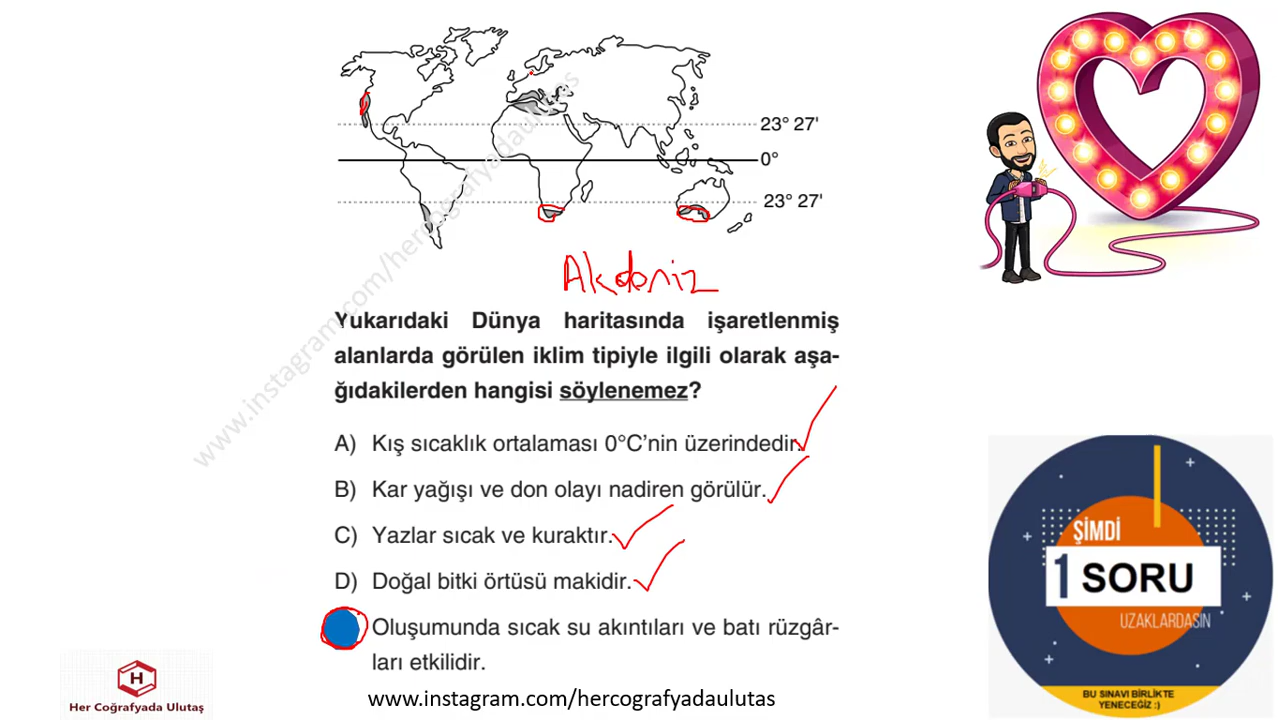 23° 27'
0°
23° 27'
www.instagram.com/hercografyadaulutas
Akdeniz
Yukarıdaki Dünya haritasında işaretlenmiş
alanlarda görülen iklim tipiyle ilgili olarak aşa-
ğıdakilerden hangisi söylenemez?
A) Kış sıcaklık ortalaması 0°C'nin üzerindedir.
B) Kar yağışı ve don olayı nadiren görülür.
C) Yazlar sıcak ve kuraktır.
D) Doğal bitki örtüsü makidir.
Oluşumunda sıcak su akıntıları ve batı rüzgâr-
ları etkilidir.
www.instagram.com/hercografyadaulutas
H
Her Coğrafyada Ulutaş
ŞİMDİ
1 SORU
UZAKLARDASIN
BU SINAVI BİRLİKTE
YENECEĞİZ :)